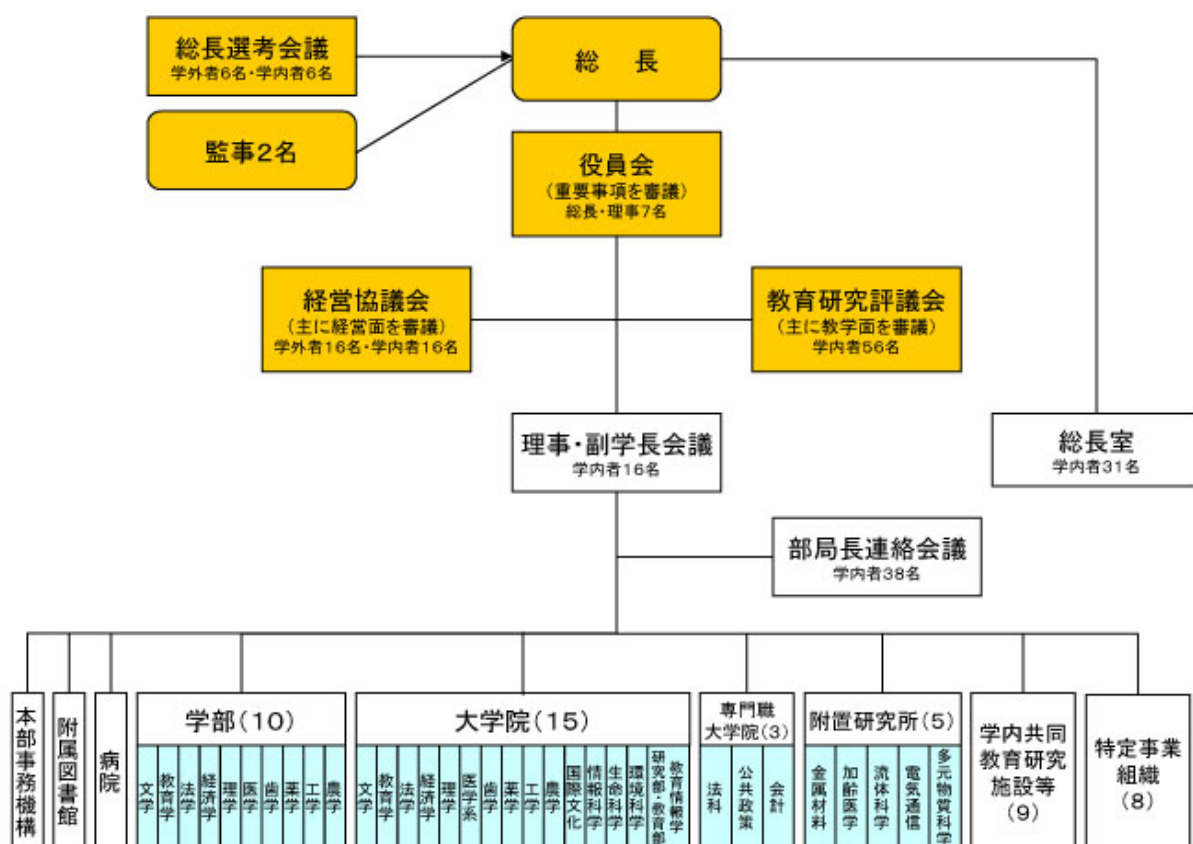 総長選考会議
学外者6名・学内者6名
総　長
監事2名
役員会
(重要事項を審議)
総長・理事7名
経営協議会
(主に経営面を審議)
学外者16名・学内者16名
教育研究評議会
(主に教学面を審議)
学内者56名
理事・副学長会議
学内者16名
総長室
学内者31名
部局長連絡会議
学内者38名
本部事務機構
附属図書館
病院
学部(10)
文学
教育学
法学
経済学
理学
医学
歯学
薬学
工学
農学
大学院(15)
文学
教育学
法学
経済学
理学
医学系
歯学
薬学
工学
農学
国際文化
情報科学
生命科学
環境科学
教育情報学
研究部・教育部
専門職
大学院(3)
法科
公共政策
会計
附置研究所(5)
金属材料
加齢医学
流体科学
電気通信
多元物質科学
学内共同
教育研究
施設等
(9)
特定事業
組織
(8)